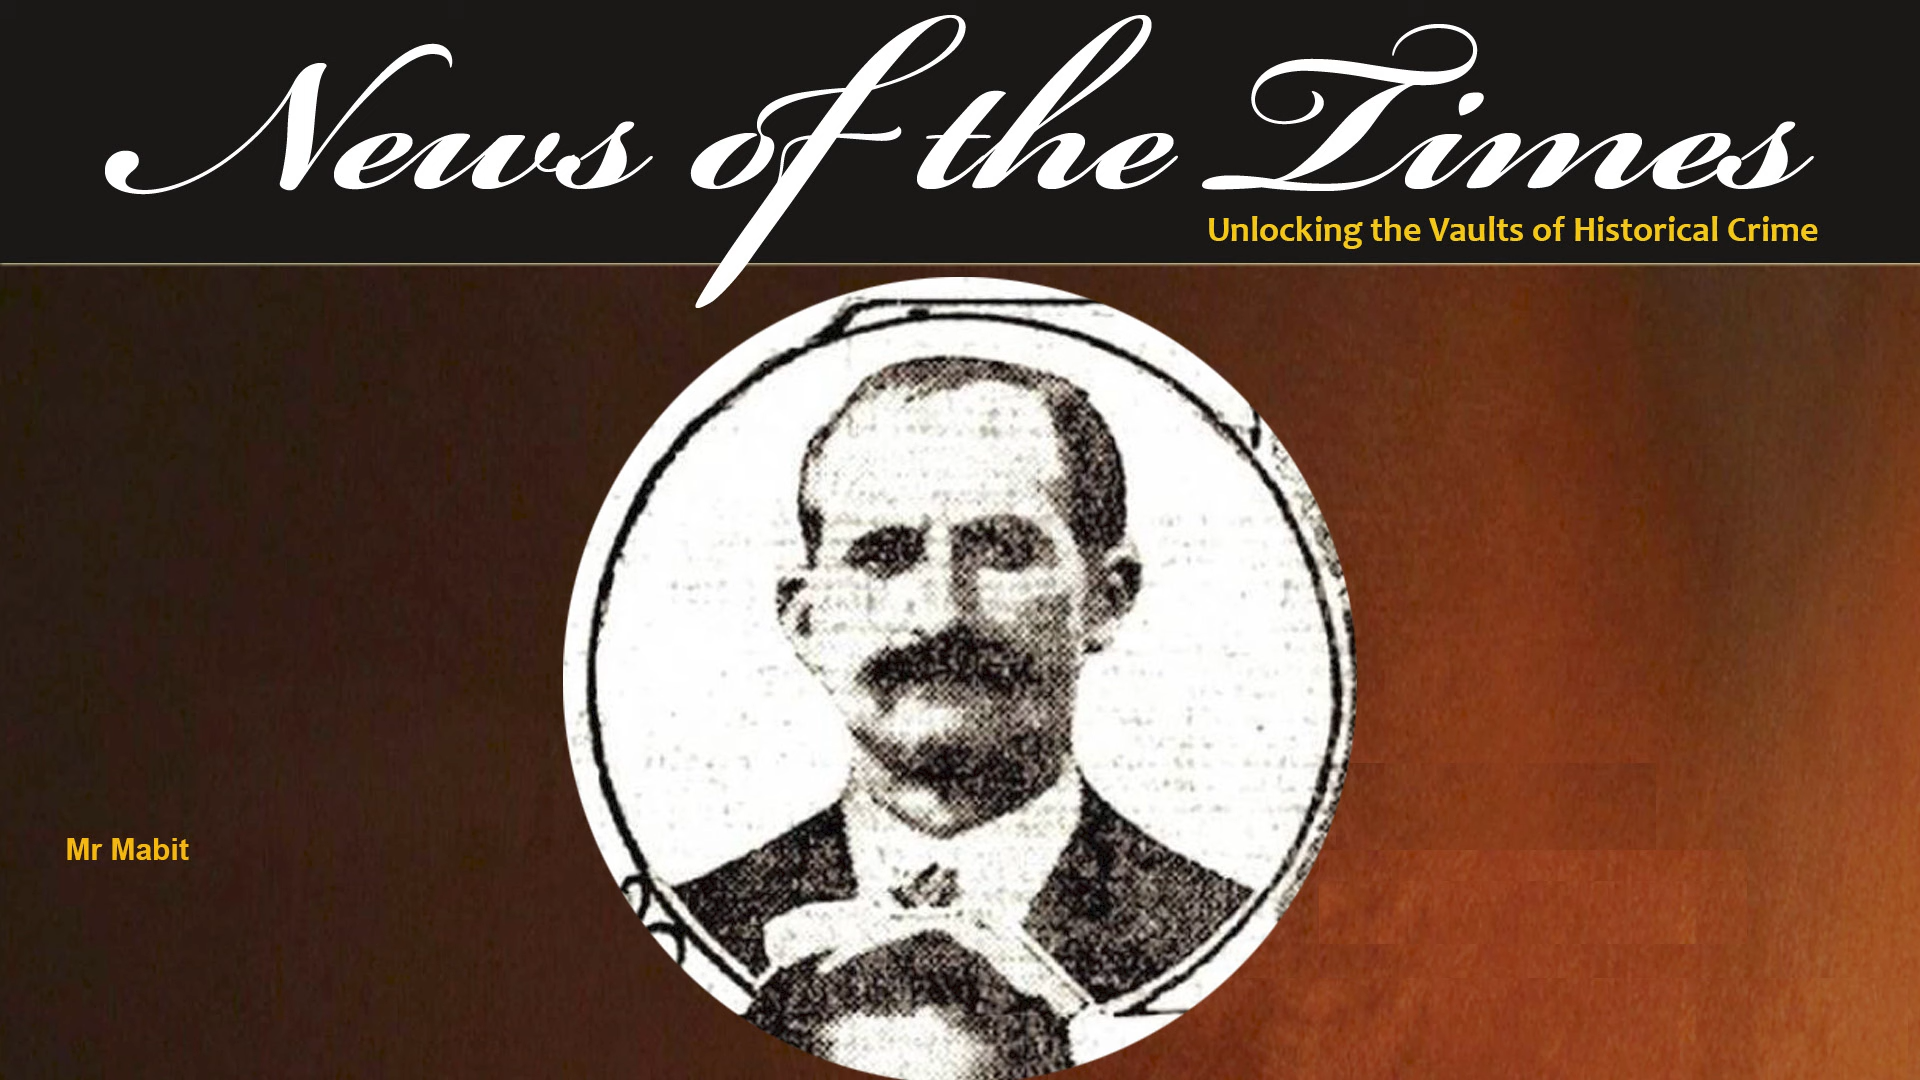 News of the Times
Unlocking the Vaults of Historical Crime
Mr Mabit